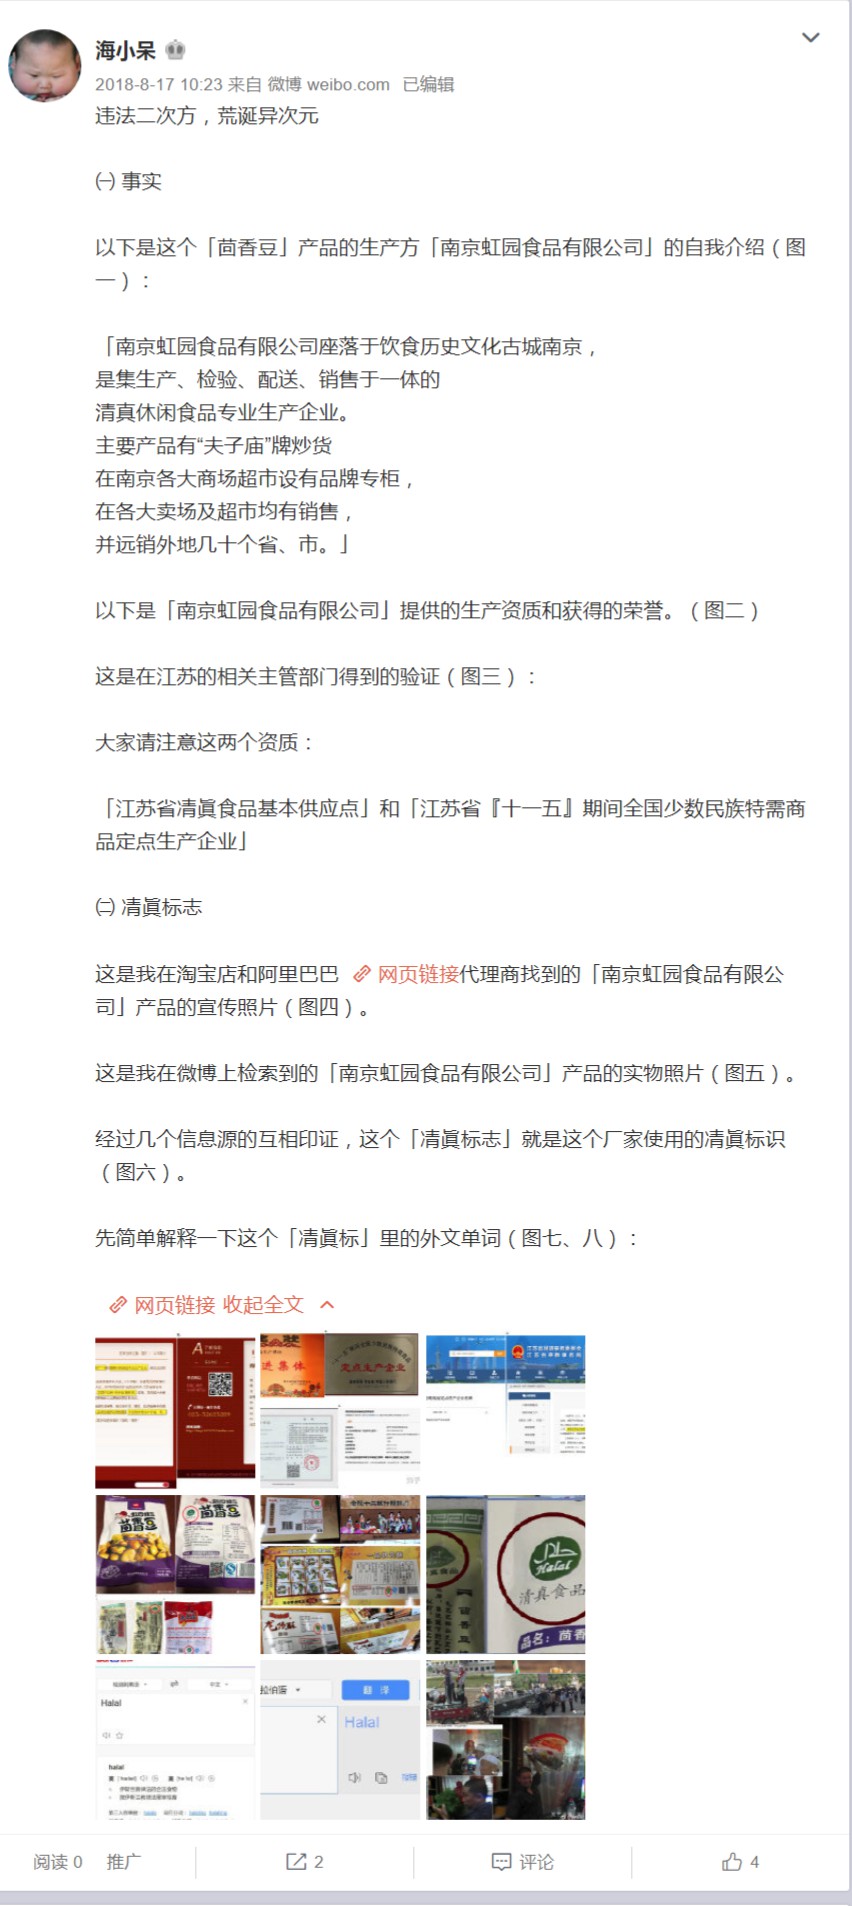 海小呆
2018-8-17 10:23 来自 微博 weibo.com 已编辑
违法二次方，荒诞异次元
㈠ 事实
以下是这个「茴香豆」产品的生产方「南京虹园食品有限公司」的自我介绍（图
一）：
「南京虹园食品有限公司座落于饮食历史文化古城南京，
是集生产、检验、配送、销售于一体的
清真休闲食品专业生产企业。
主要产品有“夫子庙”牌炒货
在南京各大商场超市设有品牌专柜，
在各大卖场及超市均有销售，
并远销外地几十个省、市。」
以下是「南京虹园食品有限公司」提供的生产资质和获得的荣誉。（图二）
这是在江苏的相关主管部门得到的验证（图三）：
大家请注意这两个资质：
「江苏省凊眞食品基本供应点」和「江苏省『十一五』期间全国少数民族特需商
品定点生产企业」
㈡ 凊眞标志
这是我在淘宝店和阿里巴巴 网页链接代理商找到的「南京虹园食品有限公
司」产品的宣传照片（图四）。
这是我在微博上检索到的「南京虹园食品有限公司」产品的实物照片（图五）。
经过几个信息源的互相印证，这个「凊眞标志」就是这个厂家使用的凊眞标识
（图六）。
先简单解释一下这个「凊眞标」里的外文单词（图七、八）：
网页链接 收起全文
进集体
定点生产企业
茴香豆
茴香豆
حلال
Halal
清真食品
品名：茴香
Halal
halal
拉伯语
翻译
Halal
阅读 0 推广
2
评论
4